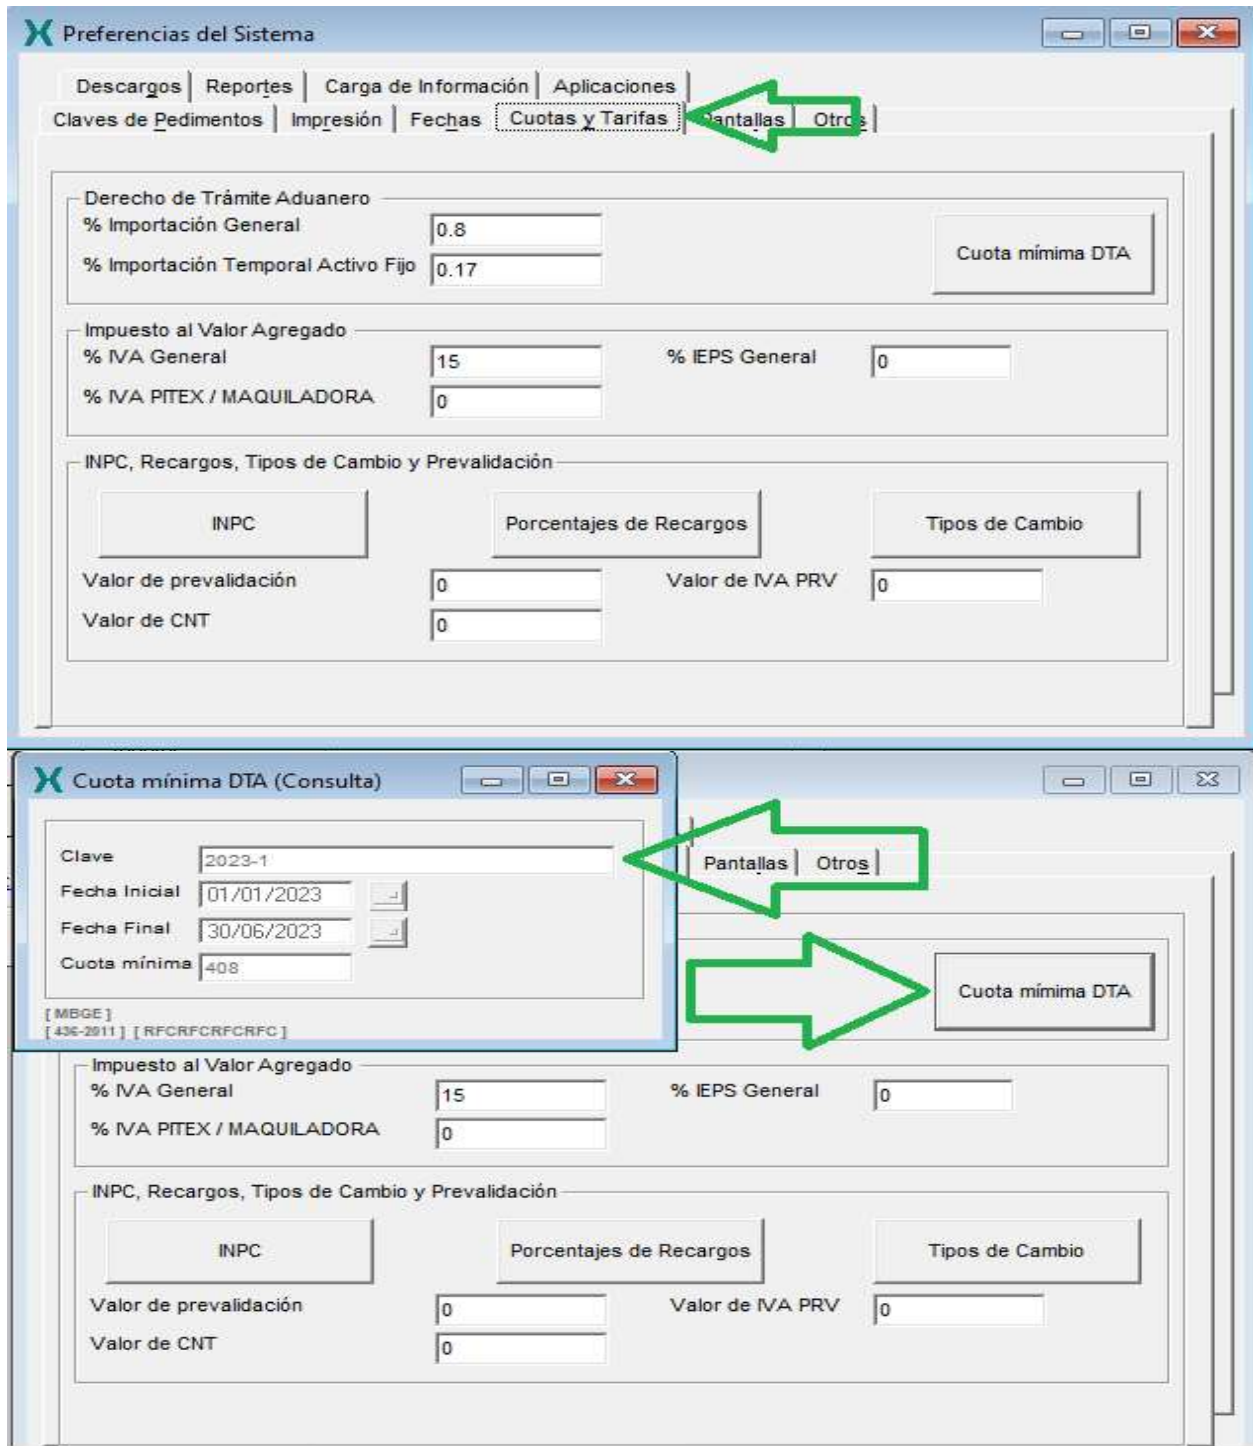 Preferencias del Sistema
Descargos Reportes Carga de Información Aplicaciones
Claves de Pedimentos Impresión Fechas Cuotas y Tarifas Pantallas Otros
Derecho de Trámite Aduanero
% Importación General 0.8
% Importación Temporal Activo Fijo 0.17
Cuota mímima DTA
Impuesto al Valor Agregado
% IVA General 15 % IEPS General 0
% IVA PITEX / MAQUILADORA 0
INPC, Recargos, Tipos de Cambio y Prevalidación
INPC Porcentajes de Recargos Tipos de Cambio
Valor de prevalidación 0 Valor de IVA PRV 0
Valor de CNT 0
Cuota mínima DTA (Consulta)
Clave 2023-1
Fecha Inicial 01/01/2023
Fecha Final 30/06/2023
Cuota mínima 408
[ MBGE ]
[ 436-2911 ] [ RFCRFCRFCRFC ]
Pantallas Otros
Cuota mímima DTA
Impuesto al Valor Agregado
% IVA General 15 % IEPS General 0
% IVA PITEX / MAQUILADORA 0
INPC, Recargos, Tipos de Cambio y Prevalidación
INPC Porcentajes de Recargos Tipos de Cambio
Valor de prevalidación 0 Valor de IVA PRV 0
Valor de CNT 0